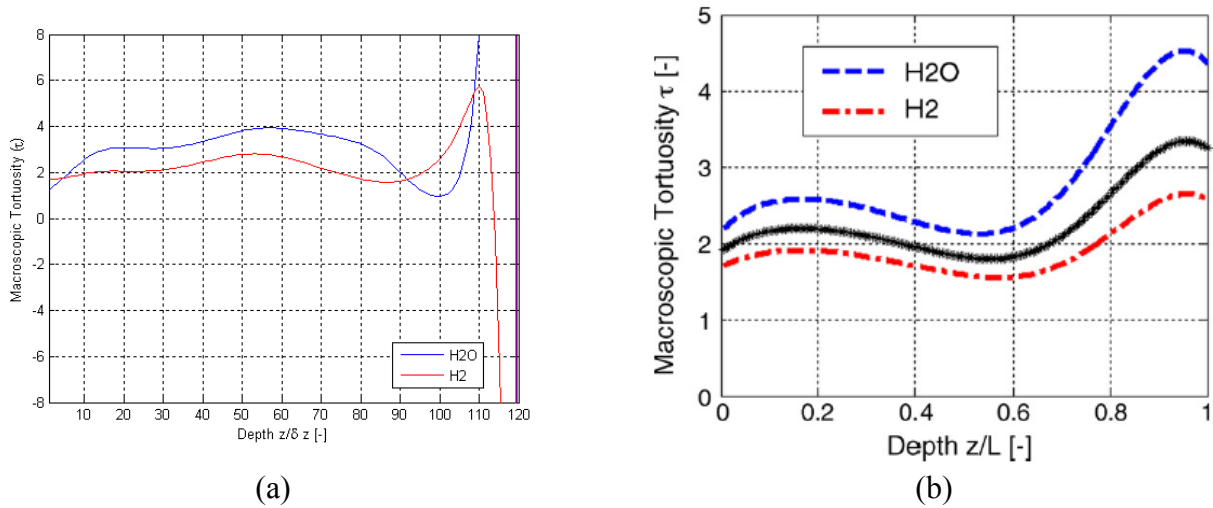 Macroscopic Tortuosity (τ)
8
6
4
2
0
-2
-4
-6
-8
10 20 30 40 50 60 70 80 90 100 110 120
Depth z/δ z [-]
H2O
H2
(a)
Macroscopic Tortuosity τ [-]
5
4
3
2
1
0
0 0.2 0.4 0.6 0.8 1
Depth z/L [-]
H2O
H2
(b)